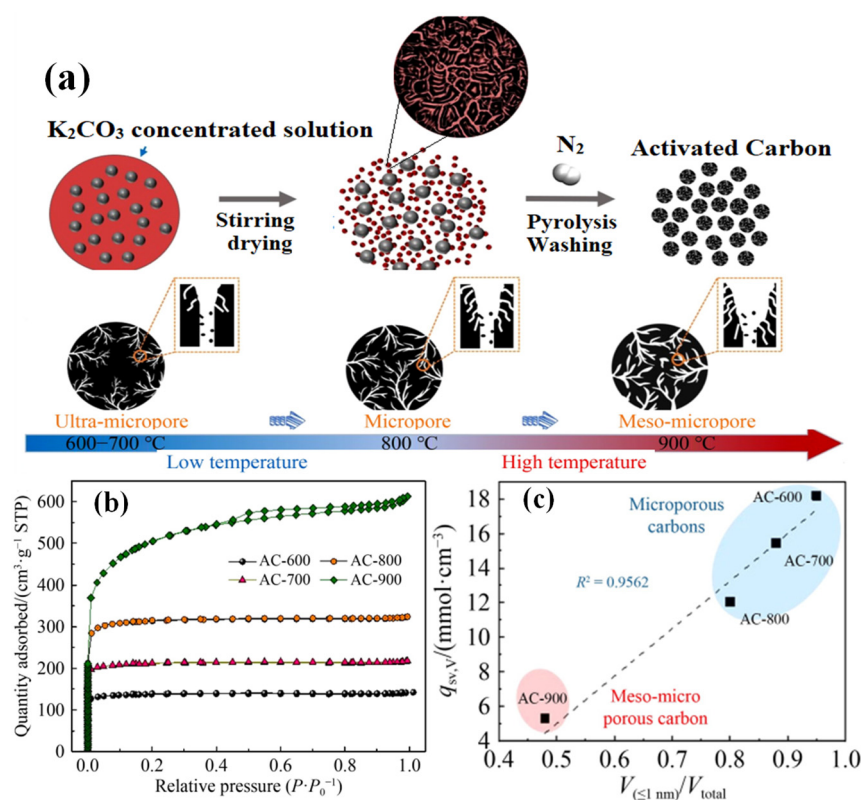 (a)
K₂CO₃ concentrated solution
Stirring
drying
N₂
Pyrolysis
Washing
Activated Carbon
Ultra-micropore
Micropore
Meso-micropore
600−700 ℃
800 ℃
900 ℃
Low temperature
High temperature
(b)
Quantity adsorbed/(cm³·g⁻¹ STP)
600
500
400
300
200
100
0
AC-600
AC-800
AC-700
AC-900
0.0
0.2
0.4
0.6
0.8
1.0
Relative pressure (P·P₀⁻¹)
(c)
q_sv,V/(mmol·cm⁻³)
18
16
14
12
10
8
6
4
Microporous
carbons
AC-600
AC-700
R² = 0.9562
AC-800
AC-900
Meso-micro
porous carbon
0.4
0.5
0.6
0.7
0.8
0.9
1.0
V(≤1 nm)/Vtotal